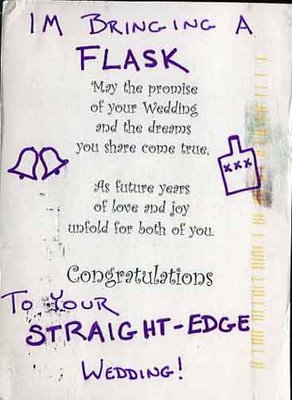 IM BRINGING A
FLASK
May the promise
of your Wedding
and the dreams
you share come true,
xxx
As future years
of love and joy
unfold for both of you.
Congratulations
TO YOUR
STRAIGHT-EDGE
WEDDING!